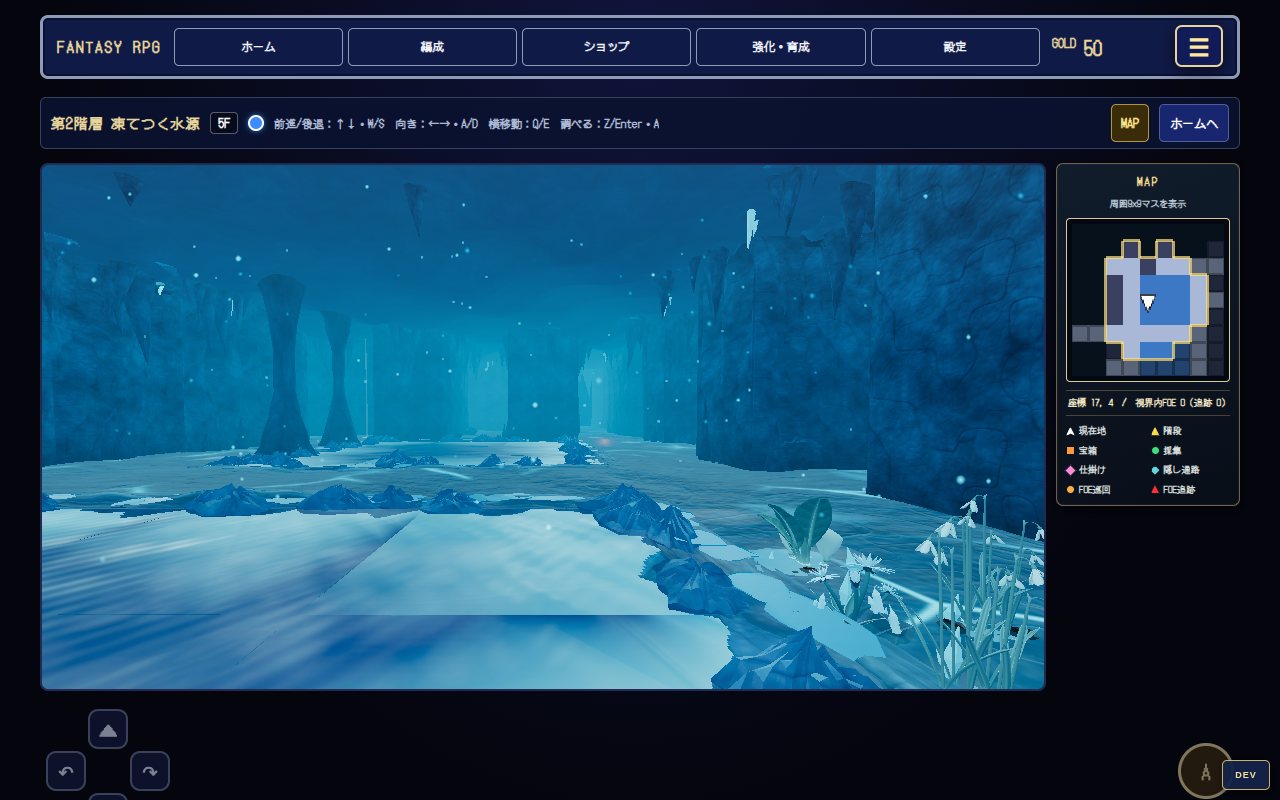 FANTASY RPG
ホーム
編成
ショップ
強化・育成
設定
GOLD 50
第2階層 凍てつく水源
5F
前進/後退：↑↓・W/S 向き：←→・A/D 横移動：Q/E 調べる：Z/Enter・A
MAP
ホームへ
MAP
周囲9x9マスを表示
座標 17, 4 / 視界内FOE 0 (追跡 0)
現在地
階段
宝箱
採集
仕掛け
隠し通路
FOE巡回
FOE追跡
A
DEV